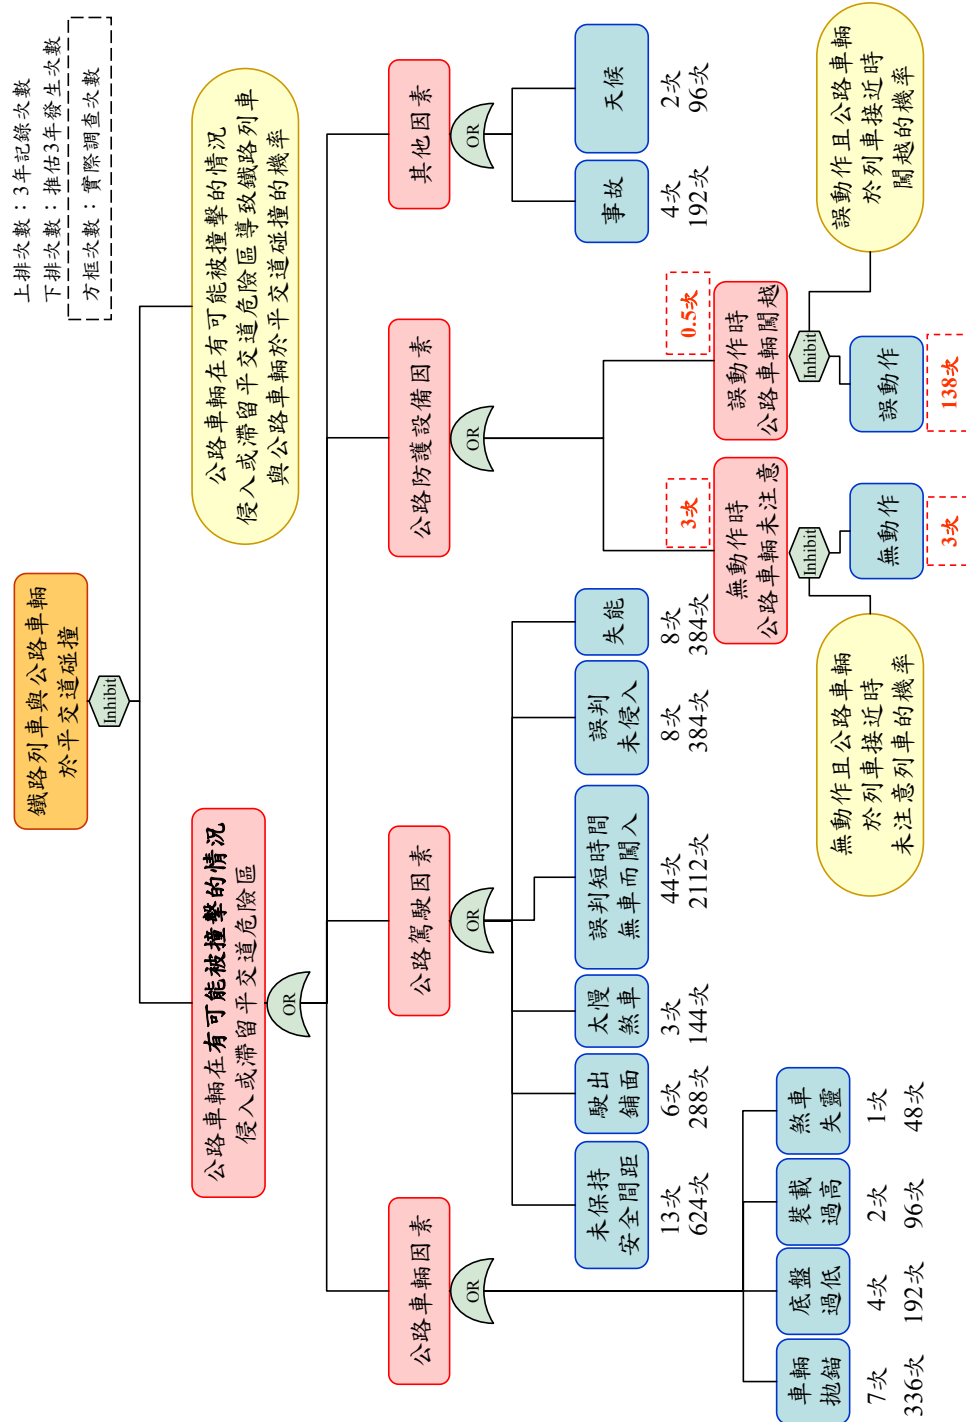 上排次數：3年記錄次數
下排次數：推估3年發生次數
方框次數：實際調查次數
鐵路列車與公路車輛
於平交道碰撞
Inhibit
公路車輛在有可能被撞擊的情況
侵入或滯留平交道危險區
OR
公路車輛在有可能被撞擊的情況
侵入或滯留平交道危險區導致鐵路列車
與公路車輛於平交道碰撞的機率
公路車輛因素
OR
公路駕駛因素
OR
公路防護設備因素
OR
其他因素
OR
未保持
安全間距
13次
624次
駛出
鋪面
6次
288次
太慢
煞車
3次
144次
誤判短時間
無車而闖入
44次
2112次
誤判
未侵入
8次
384次
失能
8次
384次
事故
4次
192次
天候
2次
96次
3次
無動作時
公路車輛未注意
Inhibit
0.5次
誤動作時
公路車輛闖越
Inhibit
車輛
拋錨
7次
336次
底盤
過低
4次
192次
裝載
過高
2次
96次
煞車
失靈
1次
48次
無動作且公路車輛
於列車接近時
未注意列車的機率
無動作
3次
誤動作
138次
誤動作且公路車輛
於列車接近時
闖越的機率